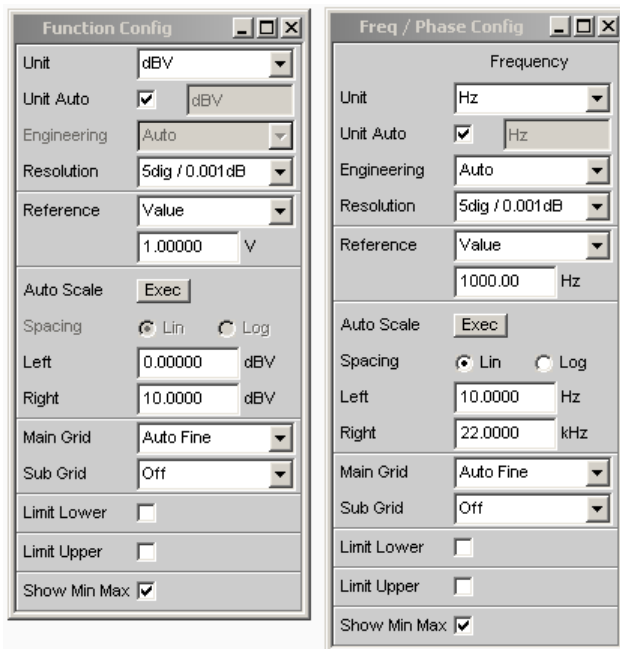 Function Config
Unit dBV
Unit Auto dBV
Engineering Auto
Resolution 5dig / 0.001dB
Reference Value
1.00000 V
Auto Scale Exec
Spacing Lin Log
Left 0.00000 dBV
Right 10.0000 dBV
Main Grid Auto Fine
Sub Grid Off
Limit Lower
Limit Upper
Show Min Max
Freq / Phase Config
Frequency
Unit Hz
Unit Auto Hz
Engineering Auto
Resolution 5dig / 0.001dB
Reference Value
1000.00 Hz
Auto Scale Exec
Spacing Lin Log
Left 10.0000 Hz
Right 22.0000 kHz
Main Grid Auto Fine
Sub Grid Off
Limit Lower
Limit Upper
Show Min Max